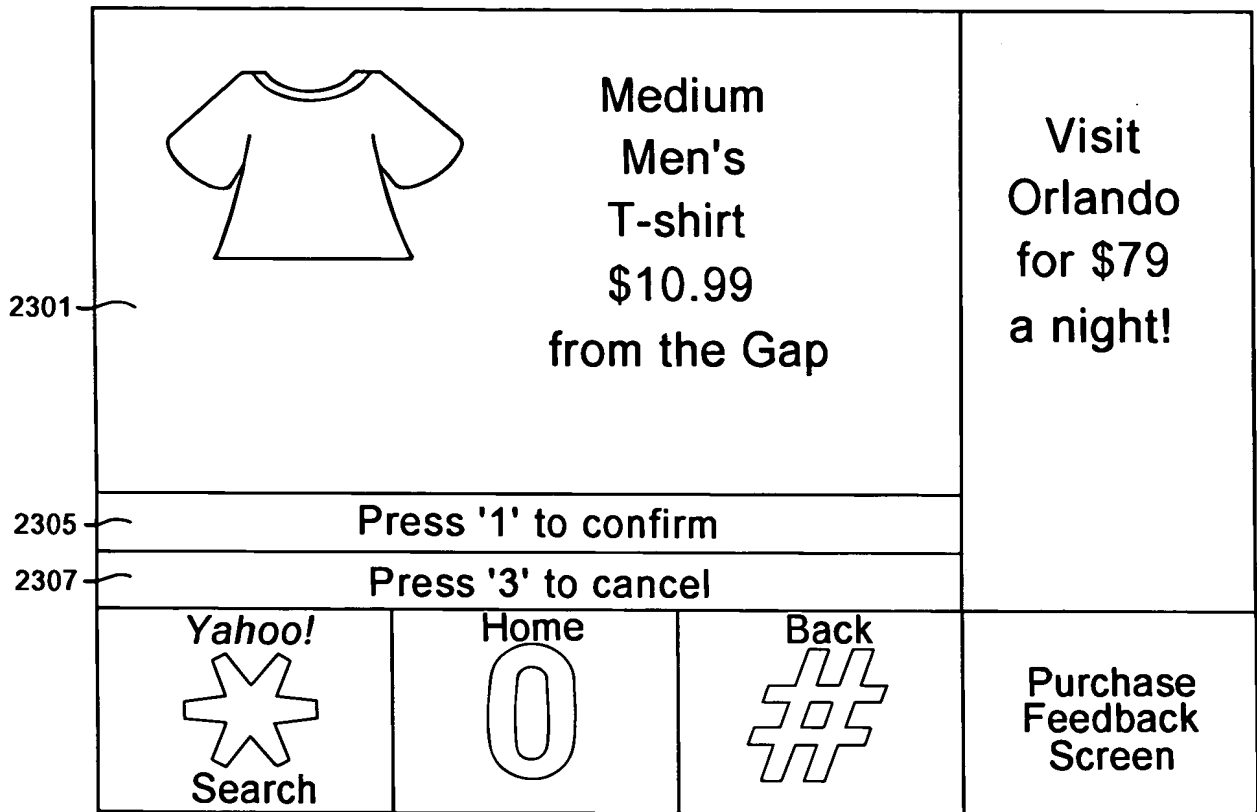 Medium
Men's
T-shirt
$10.99
from the Gap
Visit
Orlando
for $79
a night!
2301
2305
Press '1' to confirm
2307
Press '3' to cancel
Yahoo!
*
Search
Home
0
Back
#
Purchase
Feedback
Screen